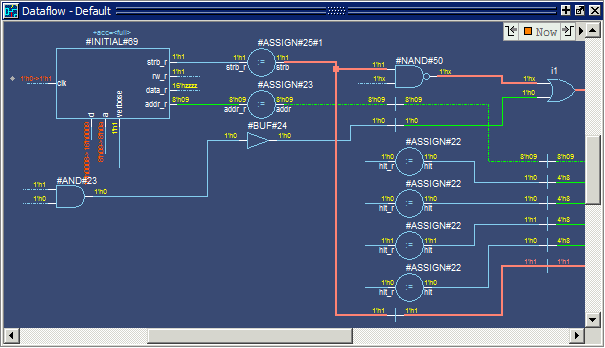 Dataflow - Default
Now
+acc=<full>
#INITIAL#69
1'h0->1'h1
clk
strb_r
rw_r
data_r
addr_r
1'h1
1'h1
16'hzzzz
8'h09
d
a
verbose
1'h1
#ASSIGN#25#1
strb_r
strb
1'h1
#ASSIGN#23
addr_r
addr
8'h09
#BUF#24
1'h0
1'h0
#AND#23
1'h1
1'h0
1'h0
#NAND#50
1'h1
1'hx
1'hx
i1
8'h09
8'h09
1'h0
1'h0
1'h0
#ASSIGN#22
1'h0
hit_r
hit
1'h0
#ASSIGN#22
1'h0
hit_r
hit
1'h0
#ASSIGN#22
1'h1
hit_r
hit
1'h1
#ASSIGN#22
1'h0
hit_r
hit
1'h0
8'h09
8'h09
1'h0
4'h8
1'h0
4'h8
1'h1
4'h8
1'h0
4'h8
1'h1
1'h1
1'h1
1'h1